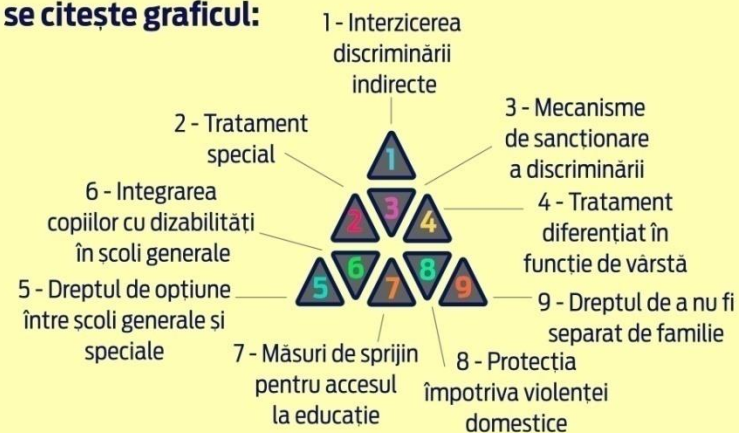 se citește graficul:
1 - Interzicerea
discriminării
indirecte
2 - Tratament
special
3 - Mecanisme
de sancționare
a discriminării
6 - Integrarea
copiilor cu dizabilități
în școli generale
4 - Tratament
diferențiat în
funcție de vârstă
5 - Dreptul de opțiune
între școli generale și
speciale
9 - Dreptul de a nu fi
separat de familie
7 - Măsuri de sprijin
pentru accesul
la educație
8 - Protecția
împotriva violenței
domestice
1
2
3
4
5
6
7
8
9